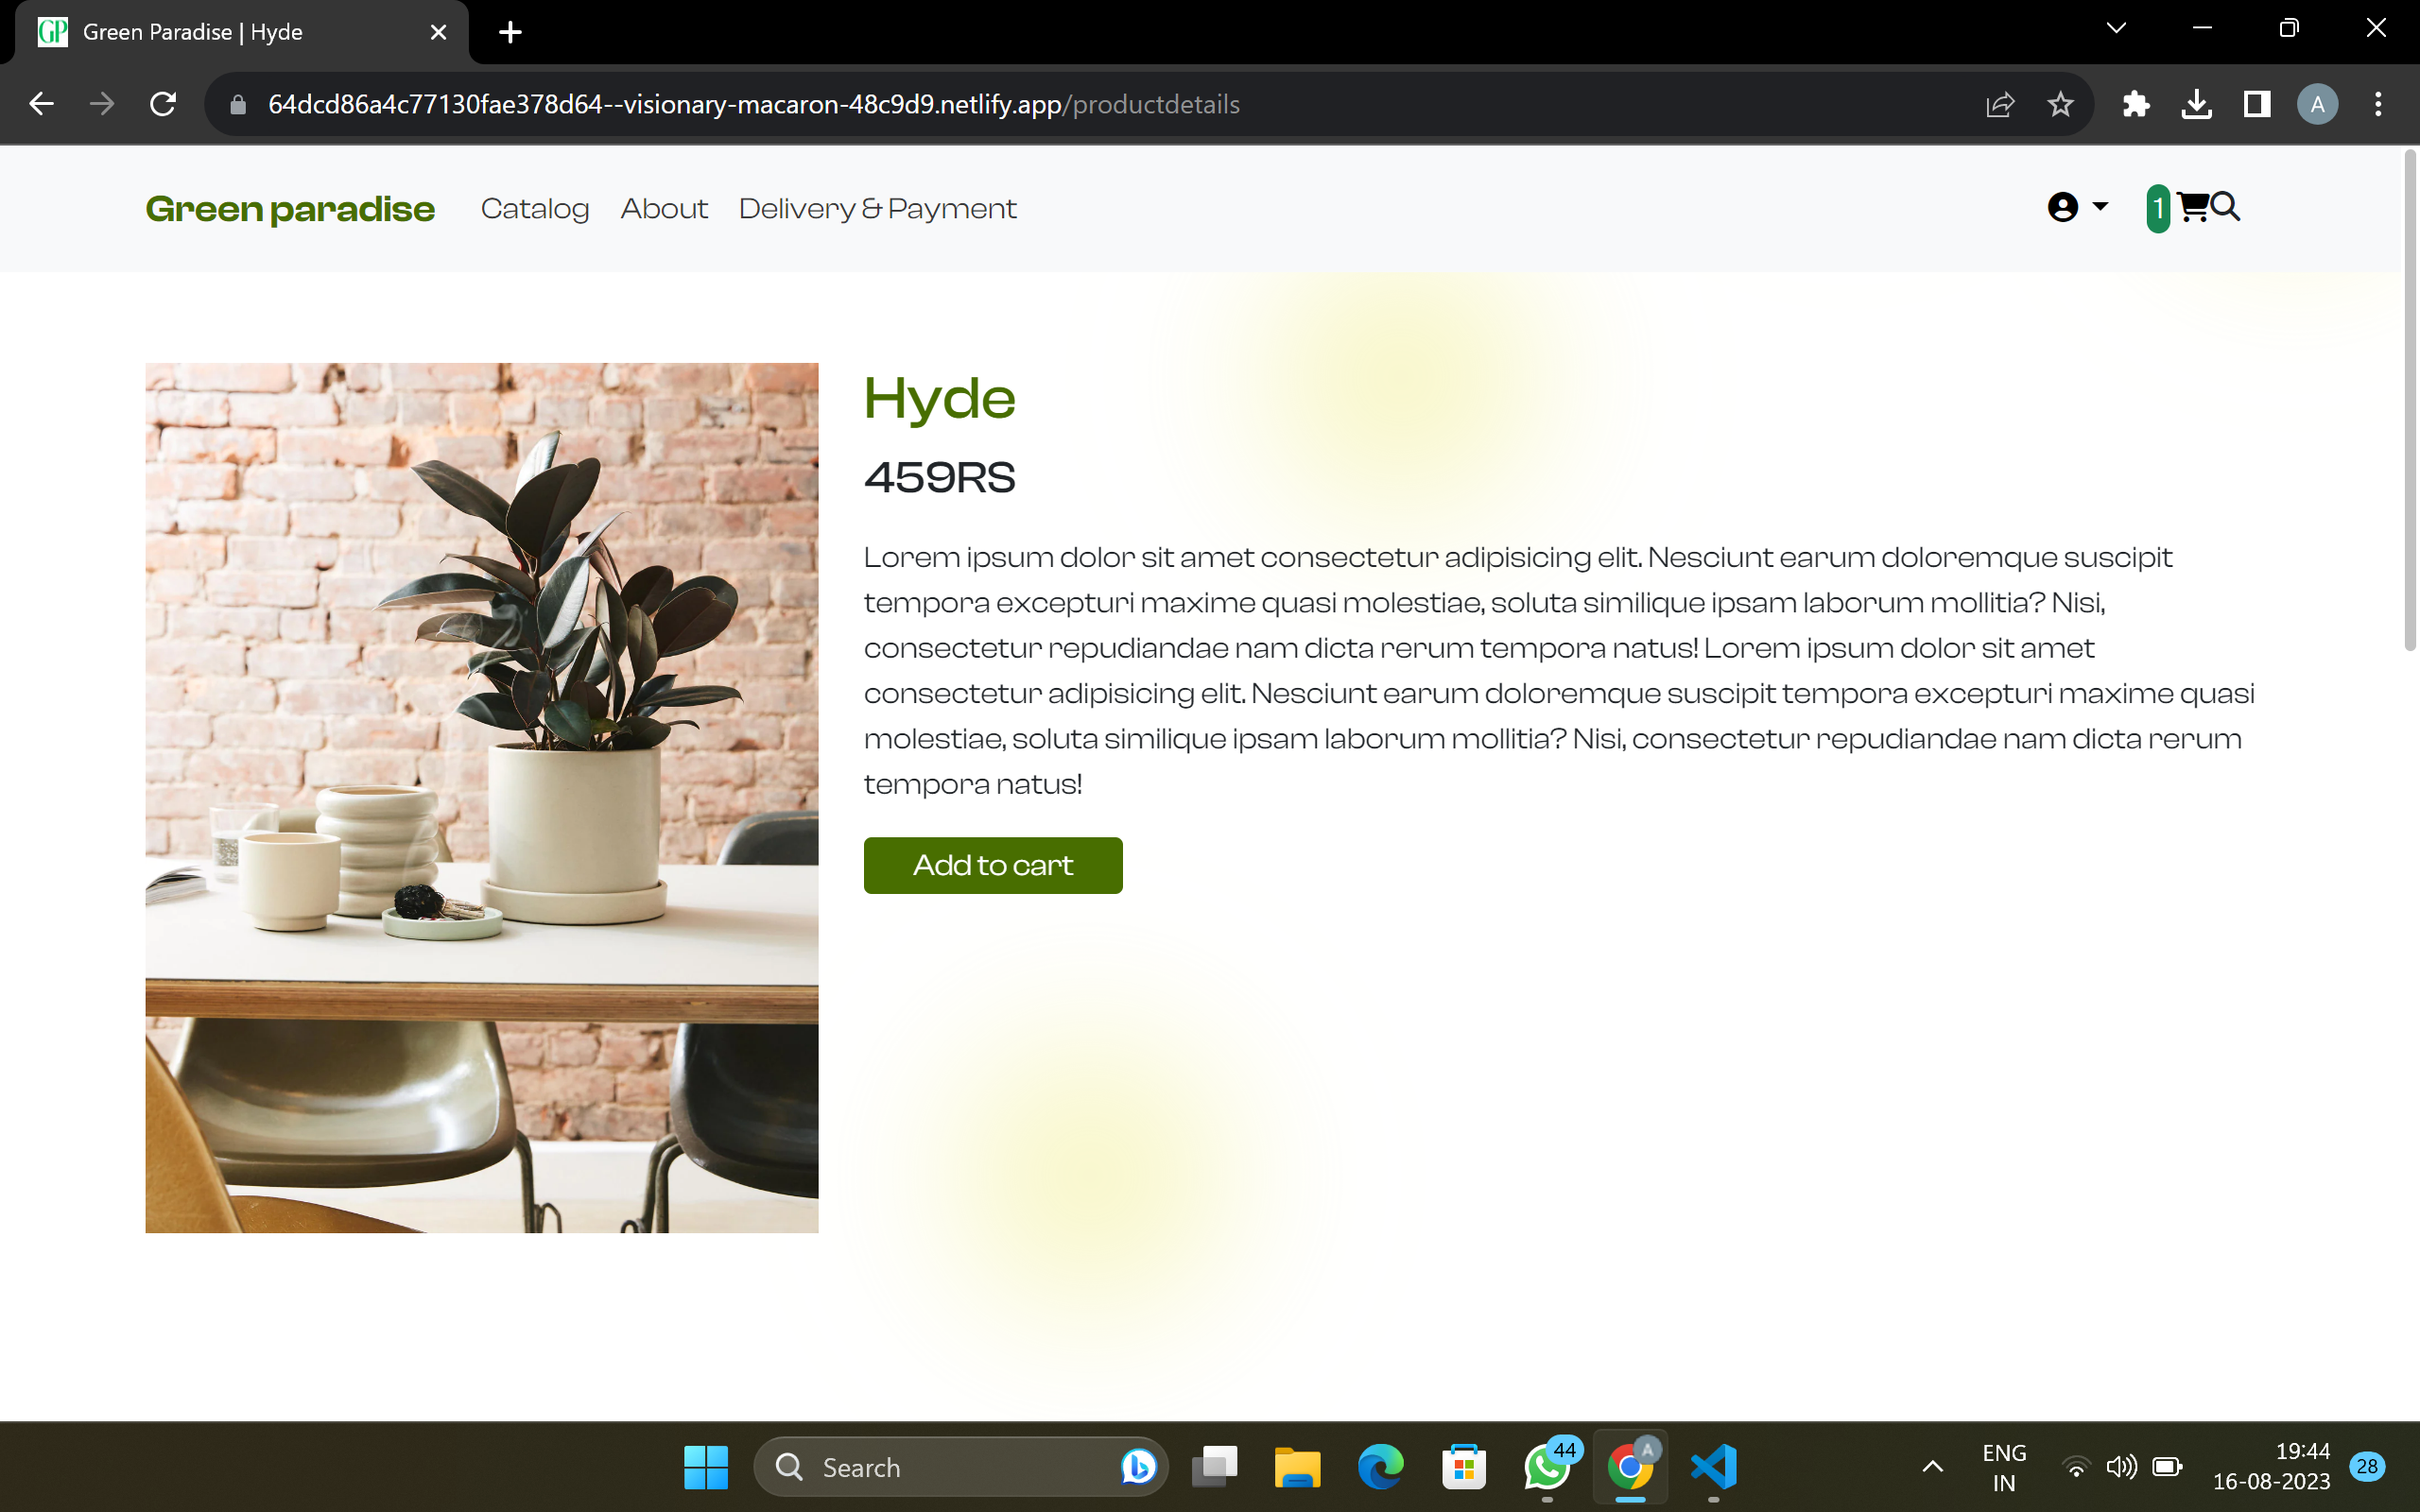 GP Green Paradise | Hyde
64dcd86a4c77130fae378d64--visionary-macaron-48c9d9.netlify.app/productdetails
A
Green paradise Catalog About Delivery & Payment 1
Hyde
459RS
Lorem ipsum dolor sit amet consectetur adipisicing elit. Nesciunt earum doloremque suscipit
tempora excepturi maxime quasi molestiae, soluta similique ipsam laborum mollitia? Nisi,
consectetur repudiandae nam dicta rerum tempora natus! Lorem ipsum dolor sit amet
consectetur adipisicing elit. Nesciunt earum doloremque suscipit tempora excepturi maxime quasi
molestiae, soluta similique ipsam laborum mollitia? Nisi, consectetur repudiandae nam dicta rerum
tempora natus!
Add to cart
Search
44
A
ENG
IN
19:44
16-08-2023
28